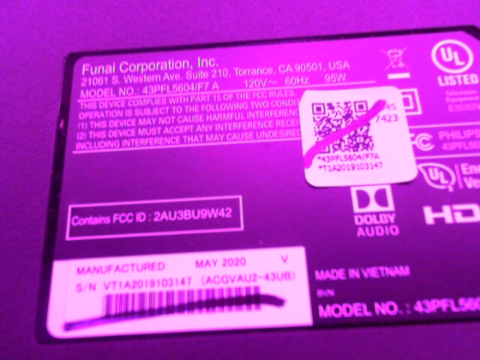 Funai Corporation, Inc.
21061 S. Western Ave. Suite 210, Torrance, CA 90501, USA
MODEL NO.: 43PFL5604/F7 A 120V~ 60Hz 95W
THIS DEVICE COMPLIES WITH PART 15 OF THE FCC RULES.
OPERATION IS SUBJECT TO THE FOLLOWING TWO
(1) THIS DEVICE MAY NOT CAUSE HARMFUL
(2) THIS DEVICE MUST ACCEPT ANY INTERFERENCE
INCLUDING INTERFERENCE THAT MAY CAUSE UNDESIRED
UL
LISTED
7423
*43PFL5604/F7A
*T1A2019103147
PHILIPS
43PFL
UL
DOLBY
AUDIO
HD
Contains FCC ID : 2AU3BU9W42
MANUFACTURED MAY 2020 V
S/N VT1A2019103147 (ACGVAU2-43UB)
MADE IN VIETNAM
MODEL NO.: 43PFL560